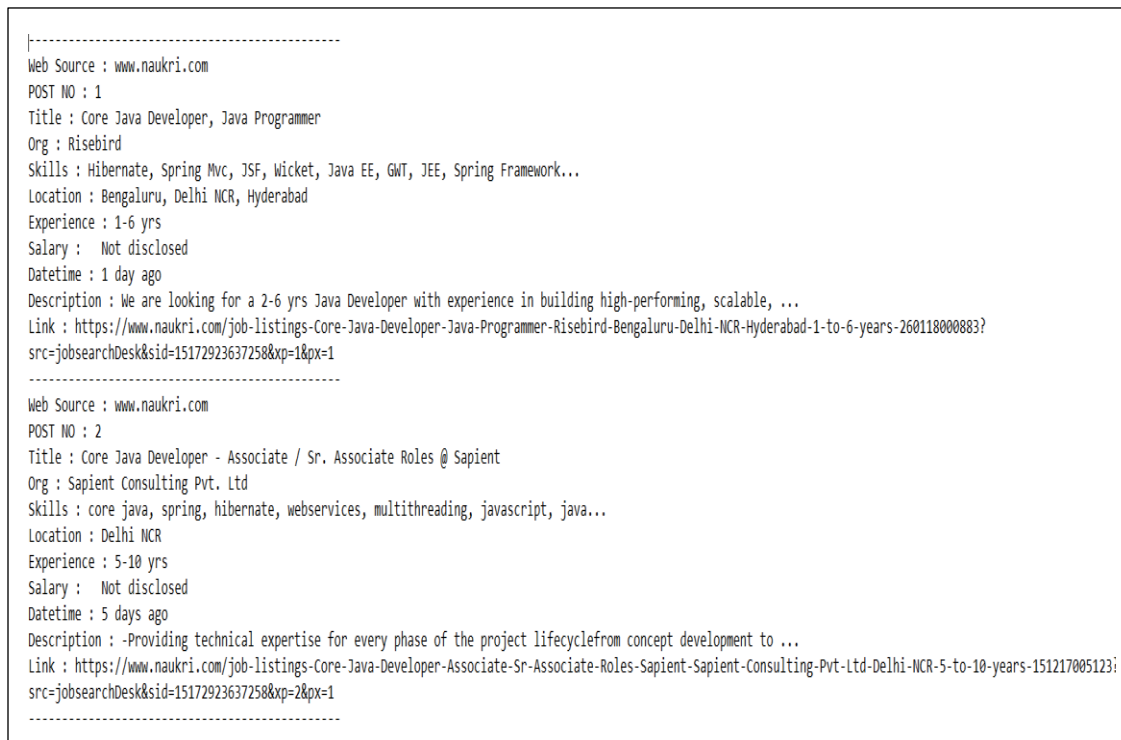 ----------------------------------------------
Web Source : www.naukri.com
POST NO : 1
Title : Core Java Developer, Java Programmer
Org : Risebird
Skills : Hibernate, Spring Mvc, JSF, Wicket, Java EE, GWT, JEE, Spring Framework...
Location : Bengaluru, Delhi NCR, Hyderabad
Experience : 1-6 yrs
Salary :   Not disclosed
Datetime : 1 day ago
Description : We are looking for a 2-6 yrs Java Developer with experience in building high-performing, scalable, ...
Link : https://www.naukri.com/job-listings-Core-Java-Developer-Java-Programmer-Risebird-Bengaluru-Delhi-NCR-Hyderabad-1-to-6-years-260118000883?
src=jobsearchDesk&sid=15172923637258&xp=1&px=1
----------------------------------------------
Web Source : www.naukri.com
POST NO : 2
Title : Core Java Developer - Associate / Sr. Associate Roles @ Sapient
Org : Sapient Consulting Pvt. Ltd
Skills : core java, spring, hibernate, webservices, multithreading, javascript, java...
Location : Delhi NCR
Experience : 5-10 yrs
Salary :   Not disclosed
Datetime : 5 days ago
Description : -Providing technical expertise for every phase of the project lifecyclefrom concept development to ...
Link : https://www.naukri.com/job-listings-Core-Java-Developer-Associate-Sr-Associate-Roles-Sapient-Sapient-Consulting-Pvt-Ltd-Delhi-NCR-5-to-10-years-151217005123?
src=jobsearchDesk&sid=15172923637258&xp=2&px=1
----------------------------------------------